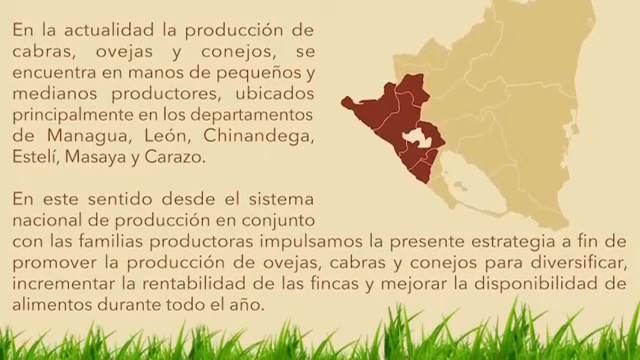 En la actualidad la producción de
cabras, ovejas y conejos, se
encuentra en manos de pequeños y
medianos productores, ubicados
principalmente en los departamentos
de Managua, León, Chinandega,
Estelí, Masaya y Carazo.
En este sentido desde el sistema
nacional de producción en conjunto
con las familias productoras impulsamos la presente estrategia a fin de
promover la producción de ovejas, cabras y conejos para diversificar,
incrementar la rentabilidad de las fincas y mejorar la disponibilidad de
alimentos durante todo el año.